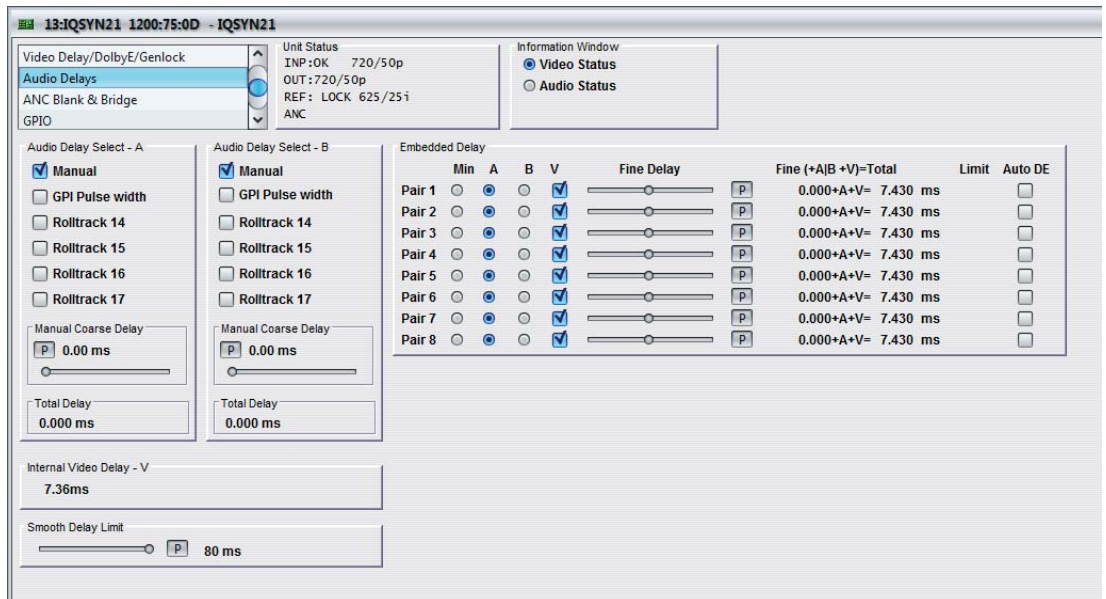 13:IQSYN21 1200:75:0D - IQSYN21
Video Delay/DolbyE/Genlock
Audio Delays
ANC Blank & Bridge
GPIO
Unit Status
INP:OK 720/50p
OUT:720/50p
REF: LOCK 625/25i
ANC
Information Window
Video Status
Audio Status
Audio Delay Select - A
Manual
GPI Pulse width
Rolltrack 14
Rolltrack 15
Rolltrack 16
Rolltrack 17
Manual Coarse Delay
P 0.00 ms
Total Delay
0.000 ms
Audio Delay Select - B
Manual
GPI Pulse width
Rolltrack 14
Rolltrack 15
Rolltrack 16
Rolltrack 17
Manual Coarse Delay
P 0.00 ms
Total Delay
0.000 ms
Embedded Delay
Min A B V Fine Delay Fine (+A|B +V)=Total Limit Auto DE
Pair 1 P 0.000+A+V= 7.430 ms
Pair 2 P 0.000+A+V= 7.430 ms
Pair 3 P 0.000+A+V= 7.430 ms
Pair 4 P 0.000+A+V= 7.430 ms
Pair 5 P 0.000+A+V= 7.430 ms
Pair 6 P 0.000+A+V= 7.430 ms
Pair 7 P 0.000+A+V= 7.430 ms
Pair 8 P 0.000+A+V= 7.430 ms
Internal Video Delay - V
7.36ms
Smooth Delay Limit
P 80 ms